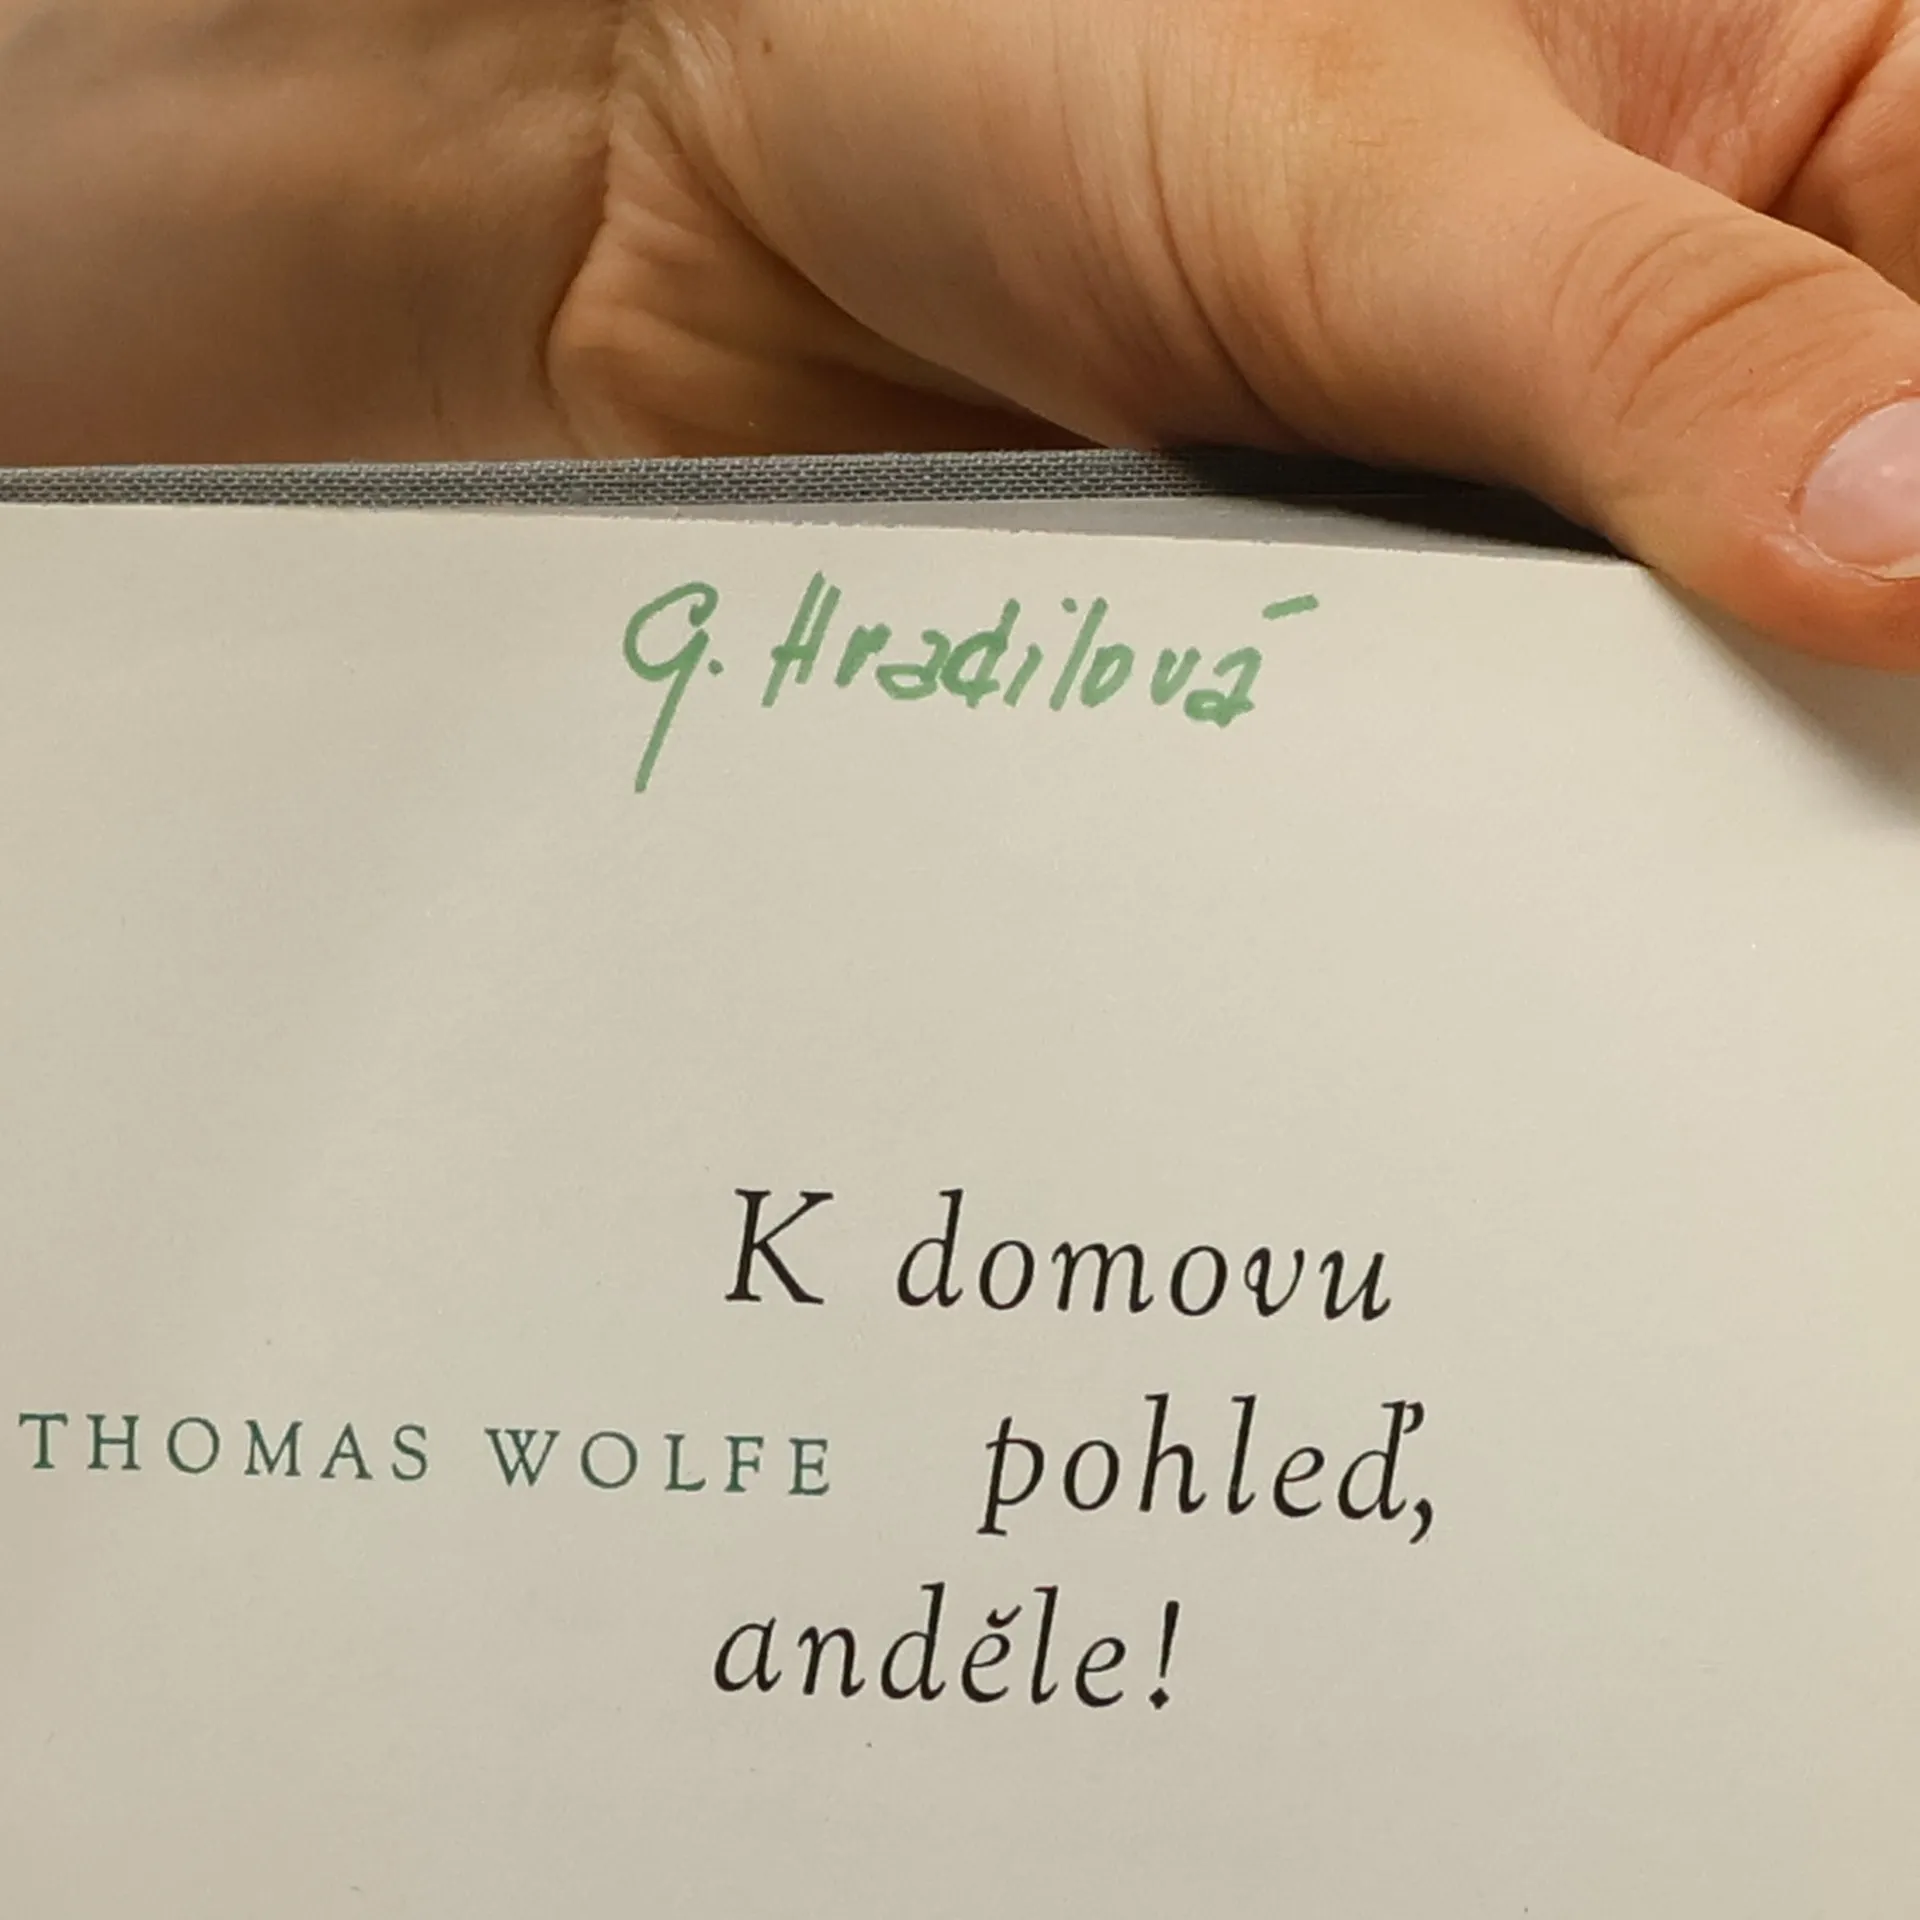 G. Hradilová
K domovu
THOMAS WOLFE pohleď,
anděle!